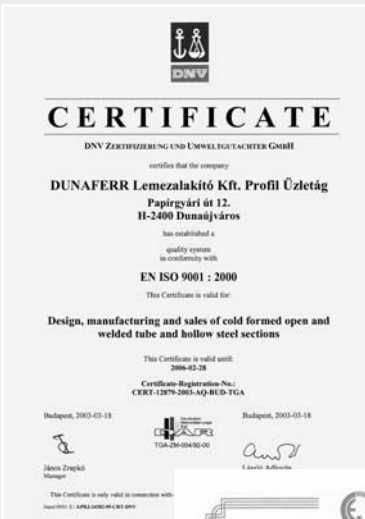 DNV
CERTIFICATE
DNV ZERTIFIZIERUNG UND UMWELTGUTACHTER GMBH
certifies that the company
DUNAFERR Lemezalakító Kft. Profil Üzletág
Papírgyári út 12.
H-2400 Dunaújváros
has established a
quality system
in conformity with
EN ISO 9001 : 2000
This Certificate is valid for:
Design, manufacturing and sales of cold formed open and
welded tube and hollow steel sections
This Certificate is valid until:
2006-02-28
Certificate-Registration-No.:
CERT-12879-2003-AQ-BUD-TGA
Budapest, 2003-03-18
Budapest, 2003-03-18
TGA-ZM-004/92-00
János Zrupkó
Manager
This Certificate is only valid in connection with